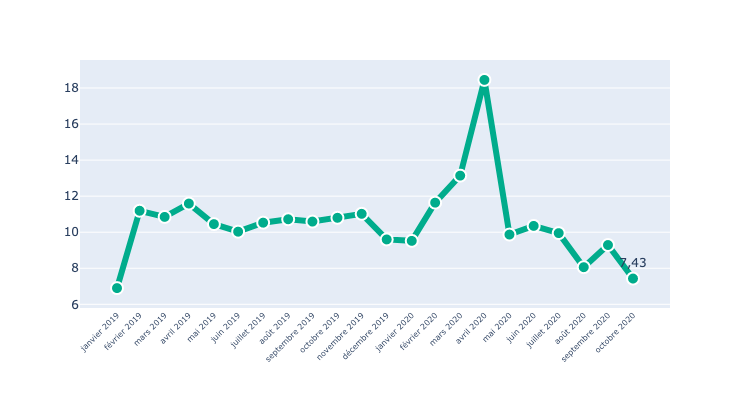 18
16
14
12
10
8
6
7.43
janvier 2019
février 2019
mars 2019
avril 2019
mai 2019
juin 2019
juillet 2019
août 2019
septembre 2019
octobre 2019
novembre 2019
décembre 2019
janvier 2020
février 2020
mars 2020
avril 2020
mai 2020
juin 2020
juillet 2020
août 2020
septembre 2020
octobre 2020